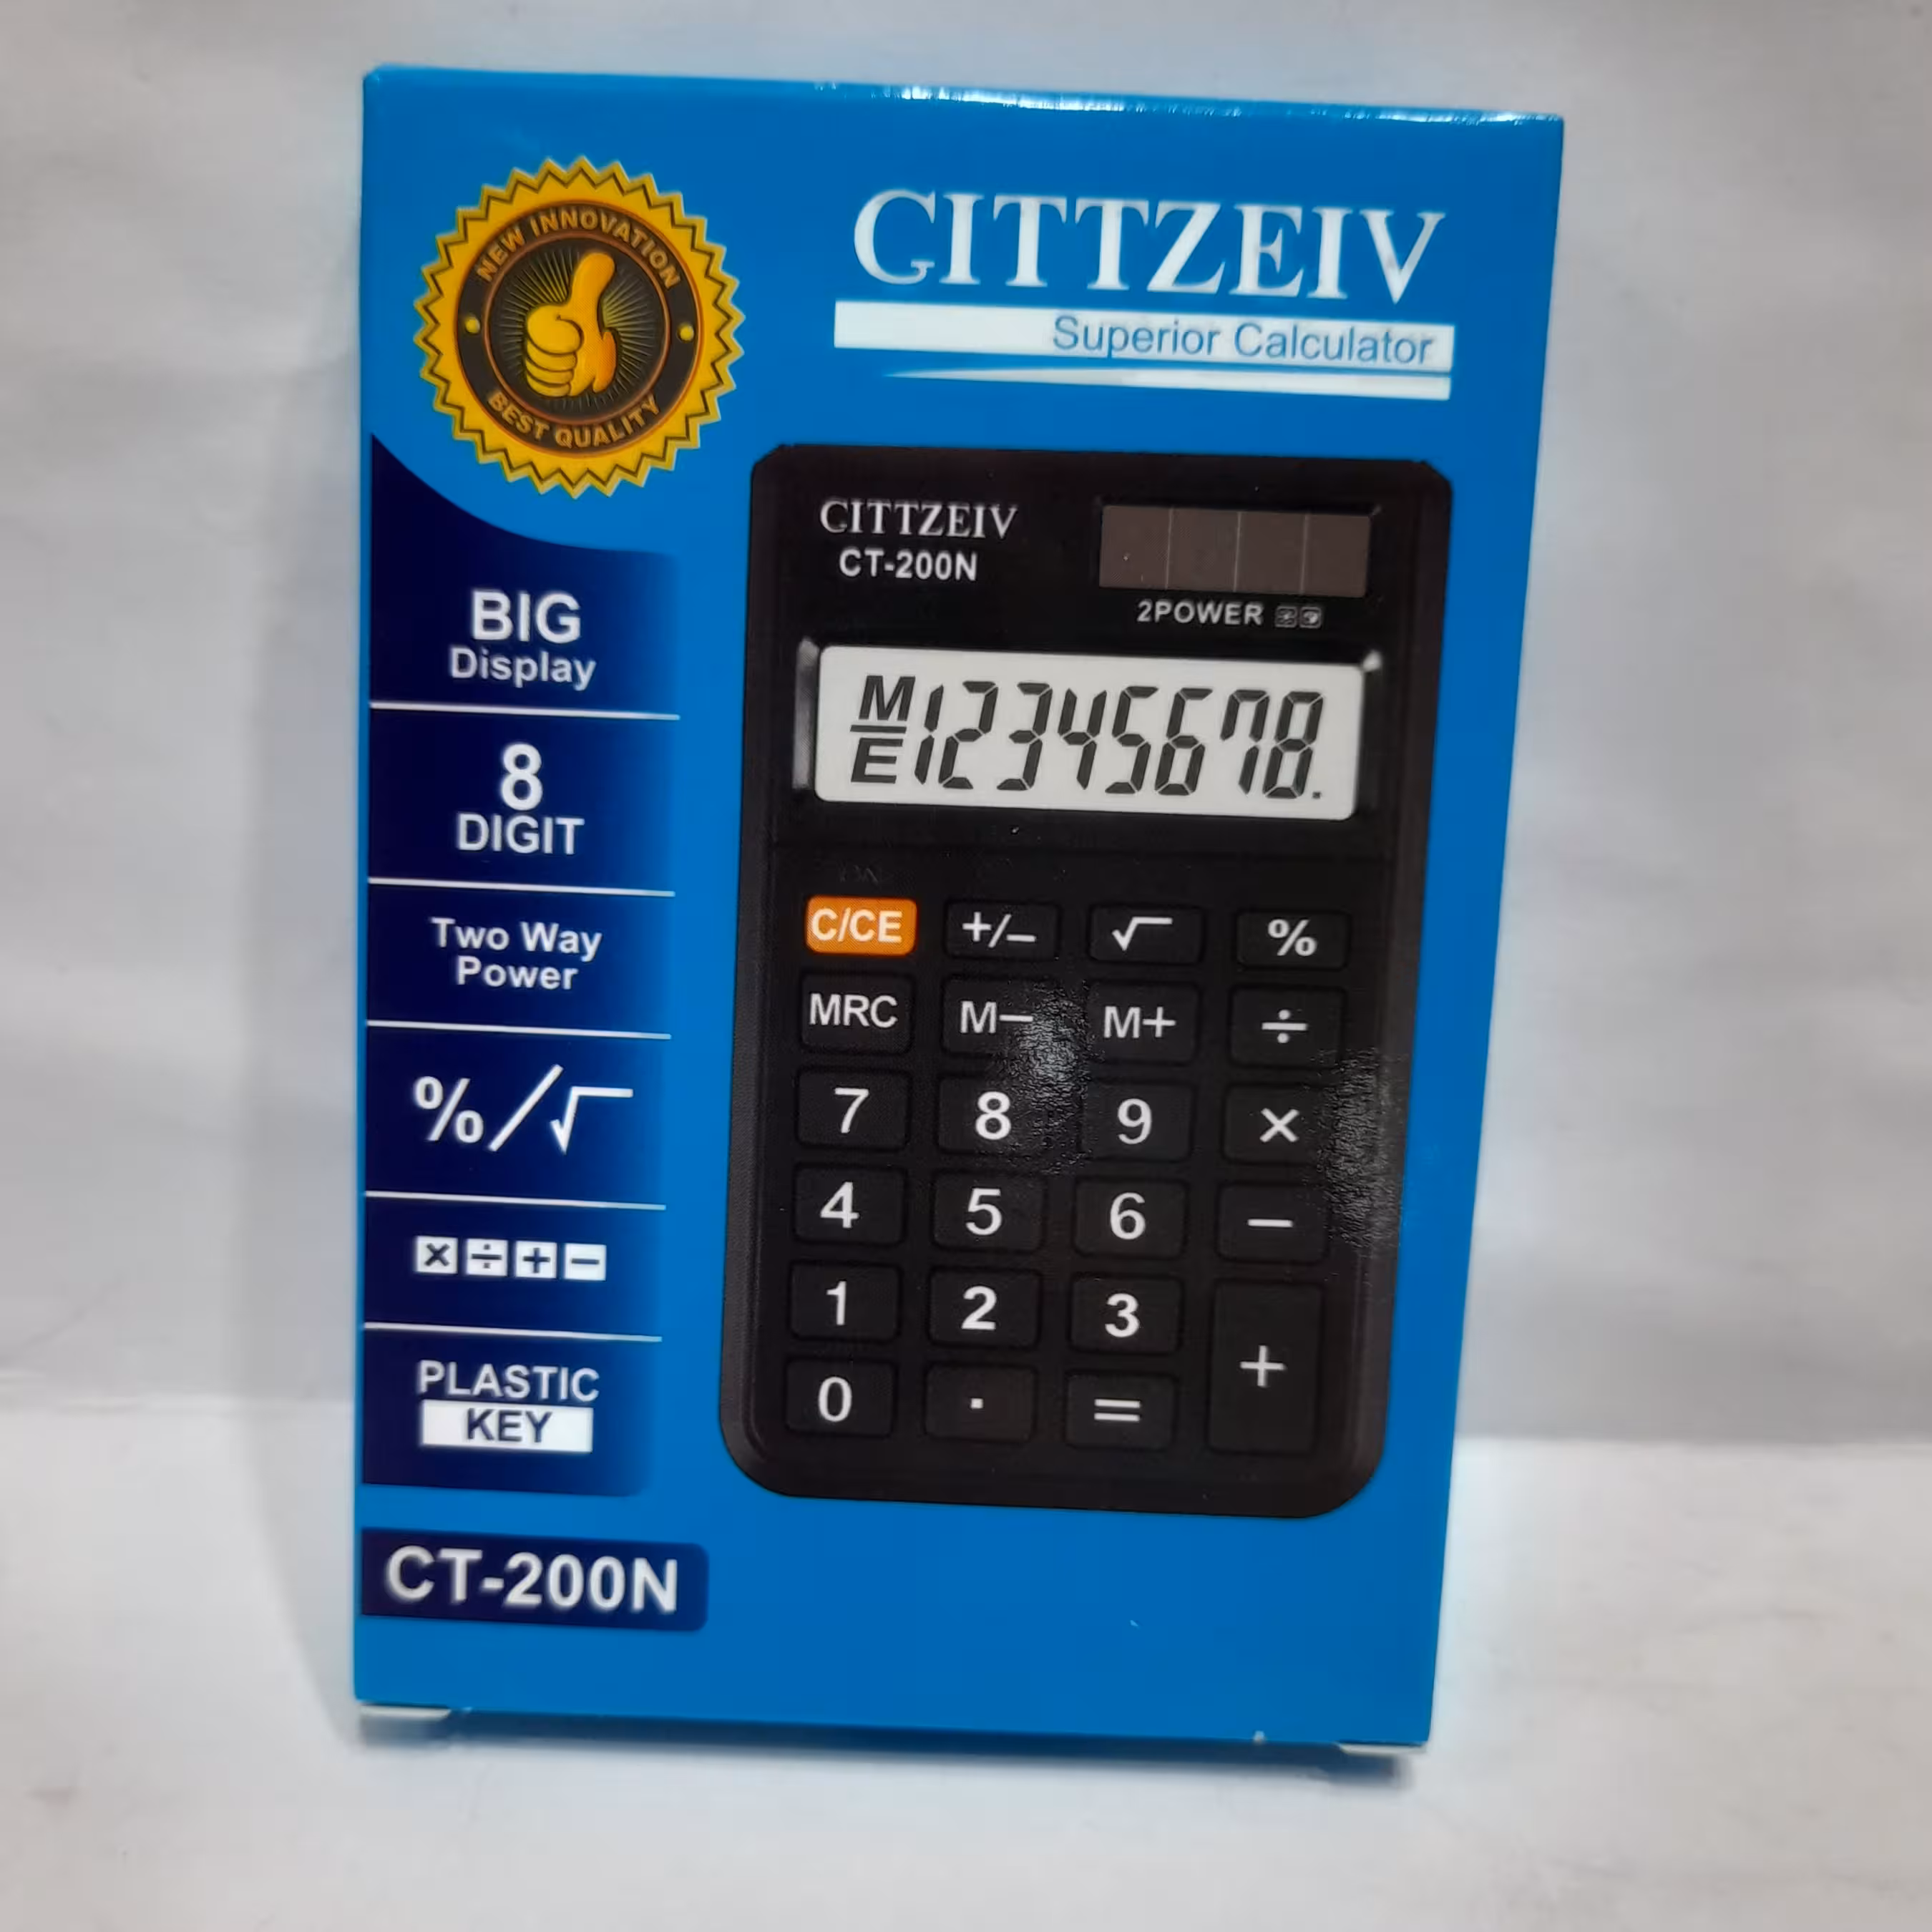 NEW INNOVATION
BEST QUALITY
CITTZEIV
Superior Calculator
BIG
Display
8
DIGIT
Two Way
Power
%/√
× ÷ + −
PLASTIC
KEY
CT-200N
CITTZEIV
CT-200N
2POWER
M
E
12345678.
C/CE +/− √ %
MRC M− M+ ÷
7 8 9 ×
4 5 6 −
1 2 3 +
0 . =